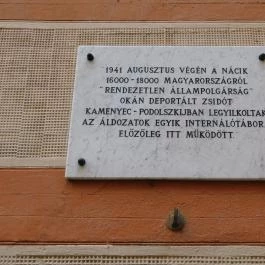 1941 AUGUSZTUS VÉGÉN A NÁCIK
16000-18000 MAGYARORSZÁGRÓL
"RENDEZETLEN ÁLLAMPOLGÁRSÁG"
OKÁN DEPORTÁLT ZSIDÓT
KAMENYEC-PODOLSZKIJBAN LEGYILKOLTAK.
AZ ÁLDOZATOK EGYIK INTERNÁLÓTÁBORA
ELŐZŐLEG ITT MŰKÖDÖTT.